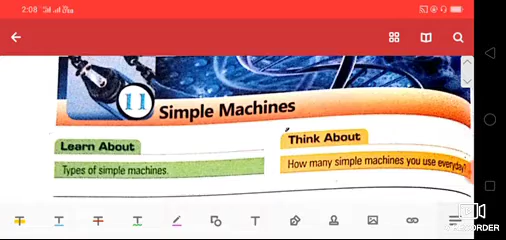 2:08
11
Simple Machines
Learn About
Think About
Types of simple machines.
How many simple machines you use everyday?
T T T T T
RECORDER